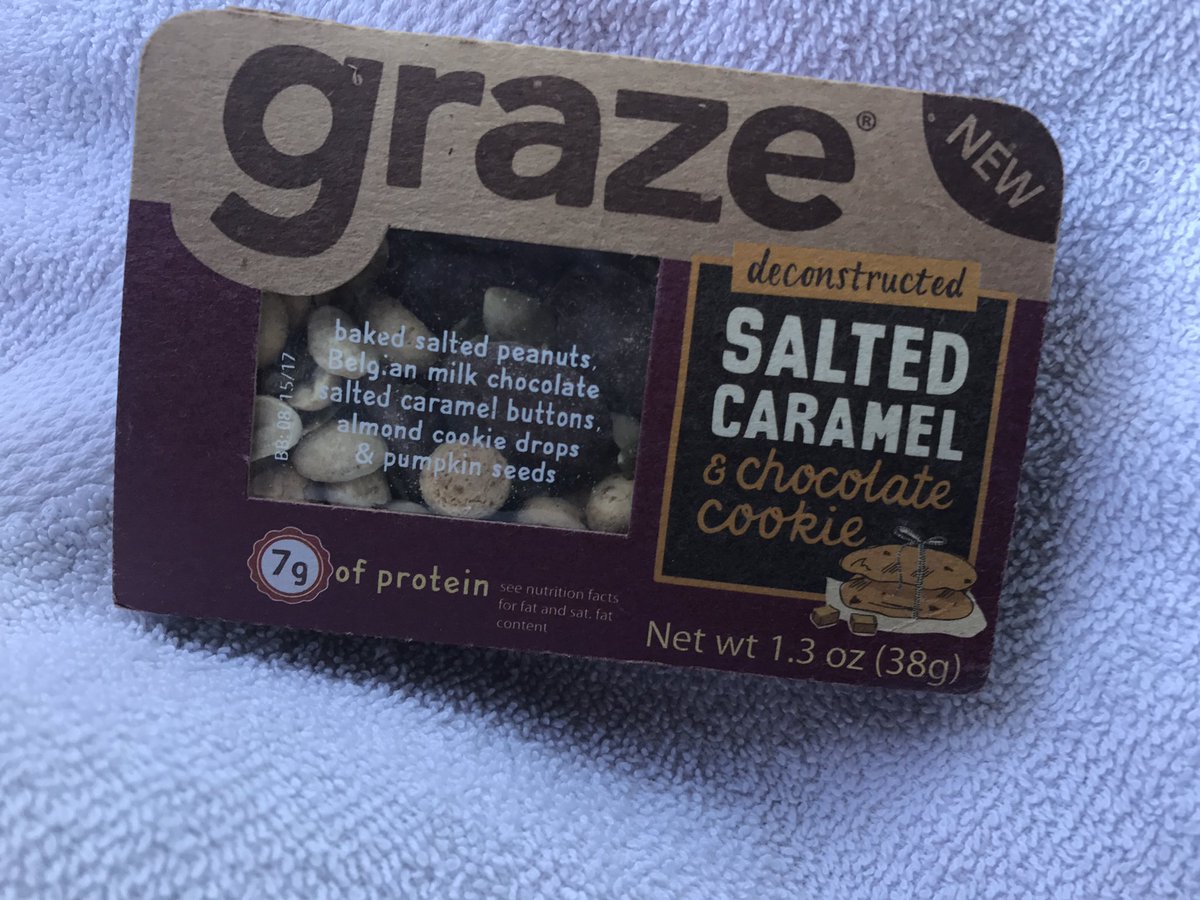 graze®
NEW
deconstructed
SALTED
CARAMEL
& chocolate
cookie
baked salted peanuts,
Belg.an milk chocolate
salted caramel buttons,
almond cookie drops
& pumpkin seeds
BB: 08/15/17
7g of protein
see nutrition facts
for fat and sat. fat
content
Net wt 1.3 oz (38g)